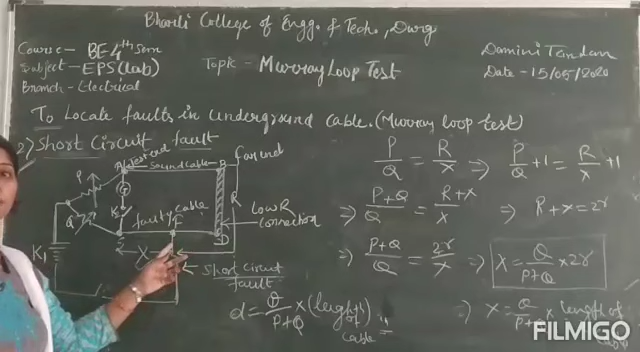 Bharti College of Engg. & Tech., Durg
Course - BE 4th Sem
Subject - EPS (Lab)
Branch - Electrical
Topic - Murray Loop Test
Damini Tandan
Date - 15/05/2020
To Locate faults in underground cable. (Murray loop test)
2) Short Circuit fault
Test end
Sound cable
B
far end
P
G
K
Q
faulty cable
F
R
Low R
Connection
D
K1
X
Short Circuit
fault
P/Q = R/X ⇒ P/Q + 1 = R/X + 1
⇒ P+Q/Q = R+X/X ⇒ R+X = 2r
⇒ P+Q/Q = 2r/X ⇒ X = Q/P+Q × 2r
d = Q/P+Q × (length of cable)
⇒ X = Q/P+Q × length of
FILMIGO